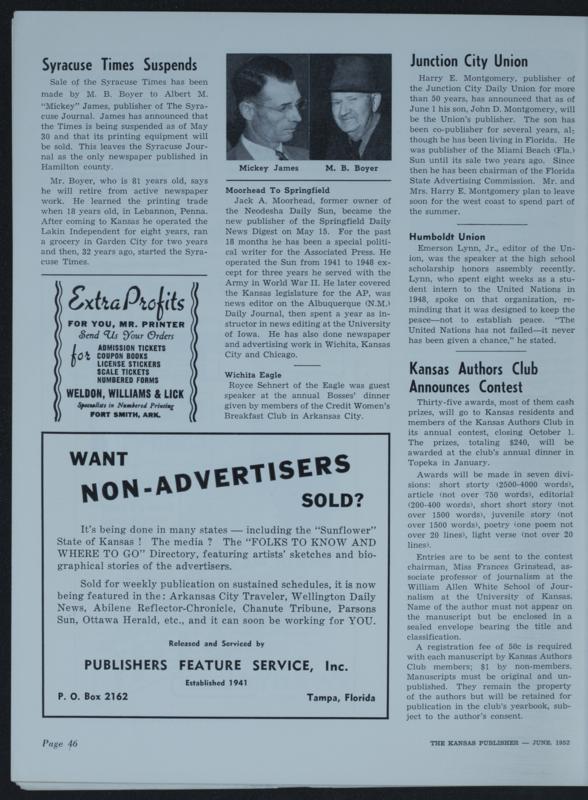 Syracuse Times Suspends
Sale of the Syracuse Times has been
made by M. B. Boyer to Albert M.
"Mickey" James, publisher of The Syra-
cuse Journal. James has announced that
the Times is being suspended as of May
30 and that its printing equipment will
be sold. This leaves the Syracuse Jour-
nal as the only newspaper published in
Hamilton county.
Mr. Boyer, who is 81 years old, says
he will retire from active newspaper
work. He learned the printing trade
when 18 years old, in Lebannon, Penna.
After coming to Kansas he operated the
Lakin Independent for eight years, ran
a grocery in Garden City for two years
and then, 32 years ago, started the Syra-
cuse Times.
Extra Profits
FOR YOU, MR. PRINTER
Send Us Your Orders
for
ADMISSION TICKETS
COUPON BOOKS
LICENSE STICKERS
SCALE TICKETS
NUMBERED FORMS
WELDON, WILLIAMS & LICK
Specialists in Numbered Printing
FORT SMITH, ARK.
Mickey James M. B. Boyer
Moorhead To Springfield
Jack A. Moorhead, former owner of
the Neodesha Daily Sun, became the
new publisher of the Springfield Daily
News Digest on May 15. For the past
18 months he has been a special politi-
cal writer for the Associated Press. He
operated the Sun from 1941 to 1948 ex-
cept for three years he served with the
Army in World War II. He later covered
the Kansas legislature for the AP, was
news editor on the Albuquerque (N.M.)
Daily Journal, then spent a year as in-
structor in news editing at the University
of Iowa. He has also done newspaper
and advertising work in Wichita, Kansas
City and Chicago.
Wichita Eagle
Royce Sehnert of the Eagle was guest
speaker at the annual Bosses' dinner
given by members of the Credit Women's
Breakfast Club in Arkansas City.
WANT
NON-ADVERTISERS
SOLD?
It's being done in many states — including the "Sunflower"
State of Kansas ! The media ? The "FOLKS TO KNOW AND
WHERE TO GO" Directory, featuring artists' sketches and bio-
graphical stories of the advertisers.
Sold for weekly publication on sustained schedules, it is now
being featured in the : Arkansas City Traveler, Wellington Daily
News, Abilene Reflector-Chronicle, Chanute Tribune, Parsons
Sun, Ottawa Herald, etc., and it can soon be working for YOU.
Released and Serviced by
PUBLISHERS FEATURE SERVICE, Inc.
Established 1941
P. O. Box 2162 Tampa, Florida
Junction City Union
Harry E. Montgomery, publisher of
the Junction City Daily Union for more
than 50 years, has announced that as of
June 1 his son, John D. Montgomery, will
be the Union's publisher. The son has
been co-publisher for several years, al-
though he has been living in Florida. He
was publisher of the Miami Beach (Fla.)
Sun until its sale two years ago. Since
then he has been chairman of the Florida
State Advertising Commission. Mr. and
Mrs. Harry E. Montgomery plan to leave
soon for the west coast to spend part of
the summer.
Humboldt Union
Emerson Lynn, Jr., editor of the Un-
ion, was the speaker at the high school
scholarship honors assembly recently.
Lynn, who spent eight weeks as a stu-
dent intern to the United Nations in
1948, spoke on that organization, re-
minding that it was designed to keep the
peace—not to establish peace. "The
United Nations has not failed—it never
has been given a chance," he stated.
Kansas Authors Club
Announces Contest
Thirty-five awards, most of them cash
prizes, will go to Kansas residents and
members of the Kansas Authors Club in
its annual contest, closing October 1.
The prizes, totaling $240, will be
awarded at the club's annual dinner in
Topeka in January.
Awards will be made in seven divi-
sions: short storty (2500-4000 words),
article (not over 750 words), editorial
(200-400 words), short short story (not
over 1500 words), juvenile story (not
over 1500 words), poetry (one poem not
over 20 lines), light verse (not over 20
lines).
Entries are to be sent to the contest
chairman, Miss Frances Grinstead, as-
sociate professor of journalism at the
William Allen White School of Jour-
nalism at the University of Kansas.
Name of the author must not appear on
the manuscript but be enclosed in a
sealed envelope bearing the title and
classification.
A registration fee of 50c is required
with each manuscript by Kansas Authors
Club members; $1 by non-members.
Manuscripts must be original and un-
published. They remain the property
of the authors but will be retained for
publication in the club's yearbook, sub-
ject to the author's consent.
Page 46
THE KANSAS PUBLISHER — JUNE, 1952